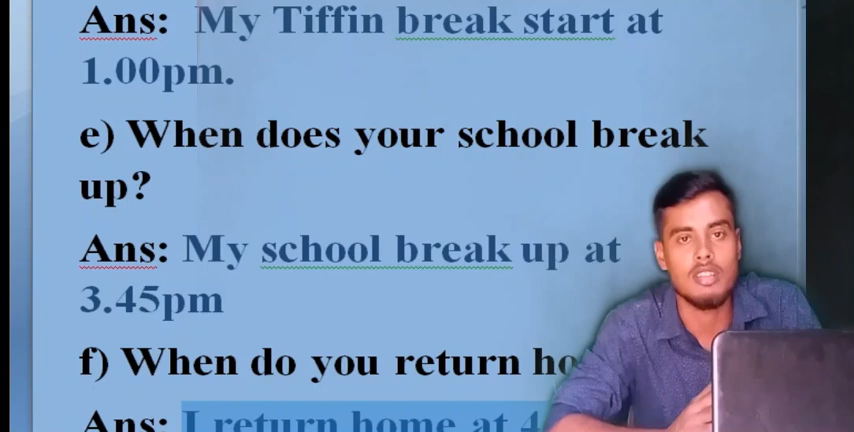 Ans: My Tiffin break start at
1.00pm.
e) When does your school break
up?
Ans: My school break up at
3.45pm
f) When do you return
Ans: I return home at 4